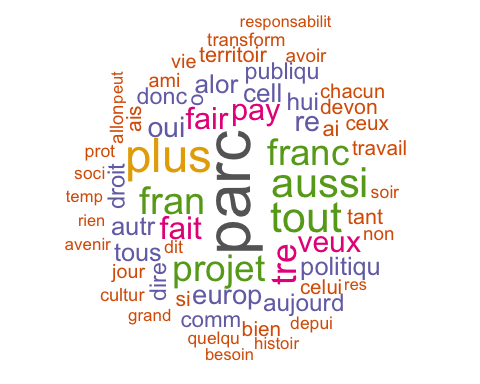 responsabilit
transform
vie territoir avoir
ami alor publiqu
donc o cell chacun
allonpeut ais fair pay hui devon
oui re ai ceux
prot plus parc franc travail
soci droit aussi
temp fran soir
rien autr fait tout tant
avenir tous dit tre veux non
jour dire projet politiqu
cultur si europ celui res
grand comm aujourd
quelqu bien depui
besoin histoir